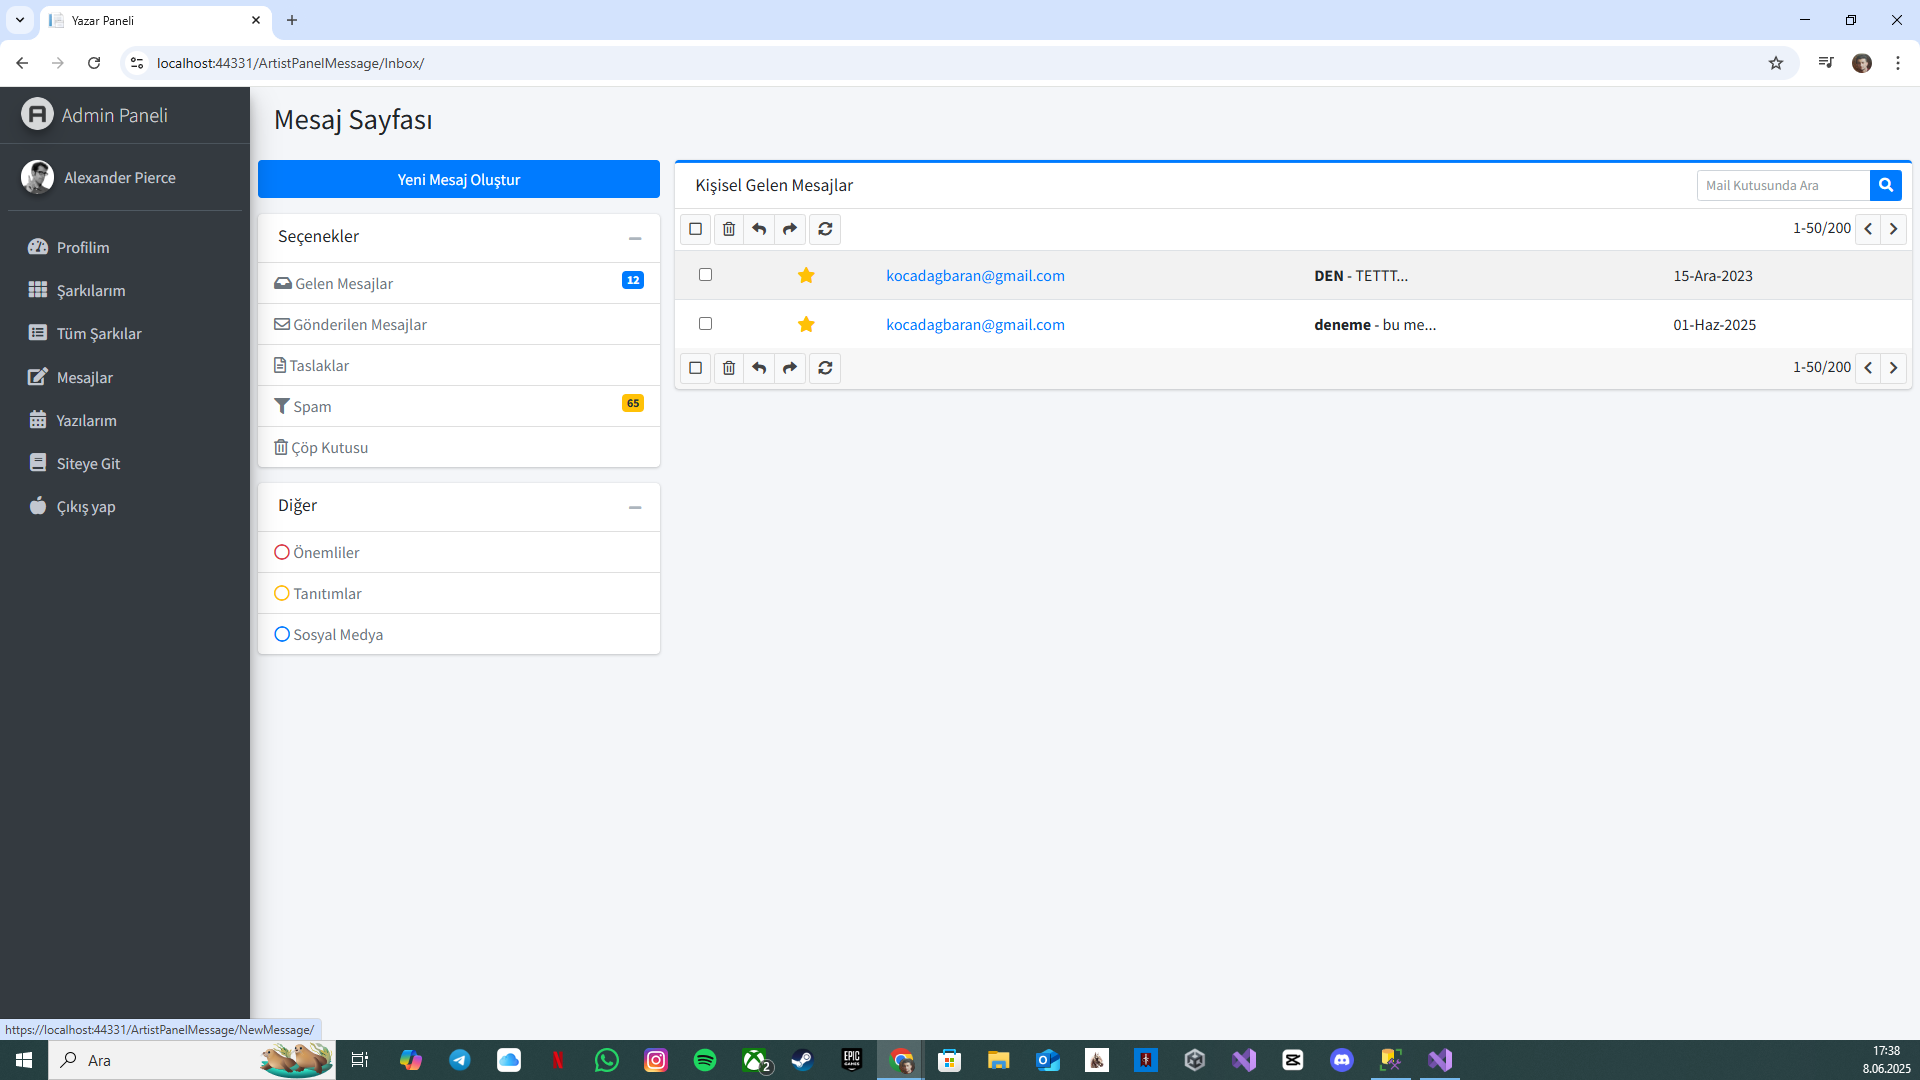 Yazar Paneli
localhost:44331/ArtistPanelMessage/Inbox/
Admin Paneli
Alexander Pierce
Profilim
Şarkılarım
Tüm Şarkılar
Mesajlar
Yazılarım
Siteye Git
Çıkış yap
Mesaj Sayfası
Yeni Mesaj Oluştur
Seçenekler
Gelen Mesajlar 12
Gönderilen Mesajlar
Taslaklar
Spam 65
Çöp Kutusu
Diğer
Önemliler
Tanıtımlar
Sosyal Medya
Kişisel Gelen Mesajlar
Mail Kutusunda Ara
1-50/200
kocadagbaran@gmail.com DEN - TETTT... 15-Ara-2023
kocadagbaran@gmail.com deneme - bu me... 01-Haz-2025
1-50/200
https://localhost:44331/ArtistPanelMessage/NewMessage/
Ara
2
EPIC GAMES
17:38
8.06.2025